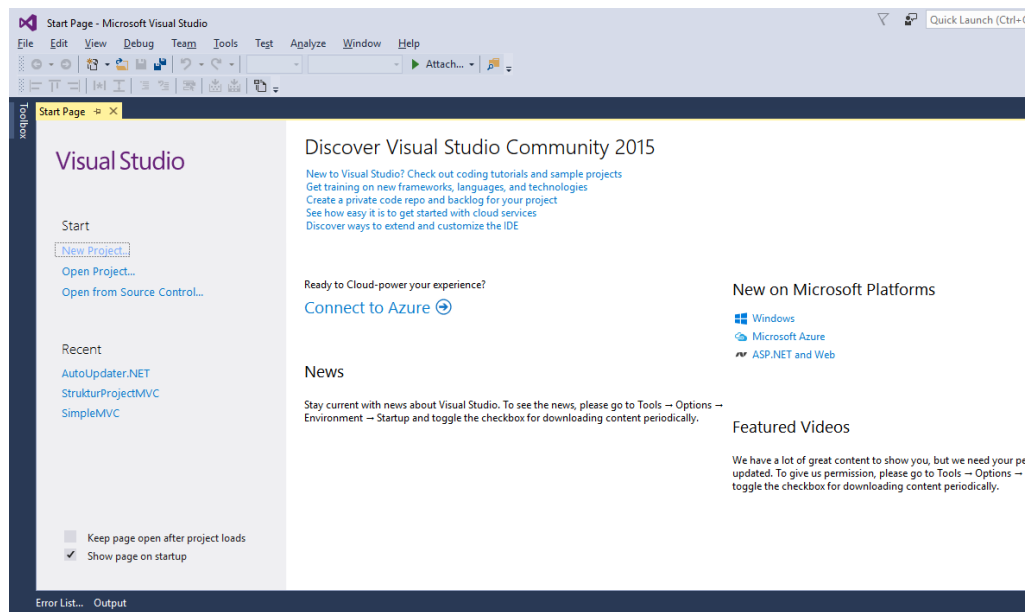 Start Page - Microsoft Visual Studio
Quick Launch (Ctrl+
File Edit View Debug Team Tools Test Analyze Window Help
Attach...
Toolbox
Start Page
Visual Studio
Start
New Project...
Open Project...
Open from Source Control...
Recent
AutoUpdater.NET
StrukturProjectMVC
SimpleMVC
Keep page open after project loads
Show page on startup
Discover Visual Studio Community 2015
New to Visual Studio? Check out coding tutorials and sample projects
Get training on new frameworks, languages, and technologies
Create a private code repo and backlog for your project
See how easy it is to get started with cloud services
Discover ways to extend and customize the IDE
Ready to Cloud-power your experience?
Connect to Azure
News
Stay current with news about Visual Studio. To see the news, please go to Tools → Options →
Environment → Startup and toggle the checkbox for downloading content periodically.
New on Microsoft Platforms
Windows
Microsoft Azure
ASP.NET and Web
Featured Videos
We have a lot of great content to show you, but we need your pe
updated. To give us permission, please go to Tools → Options →
toggle the checkbox for downloading content periodically.
Error List... Output